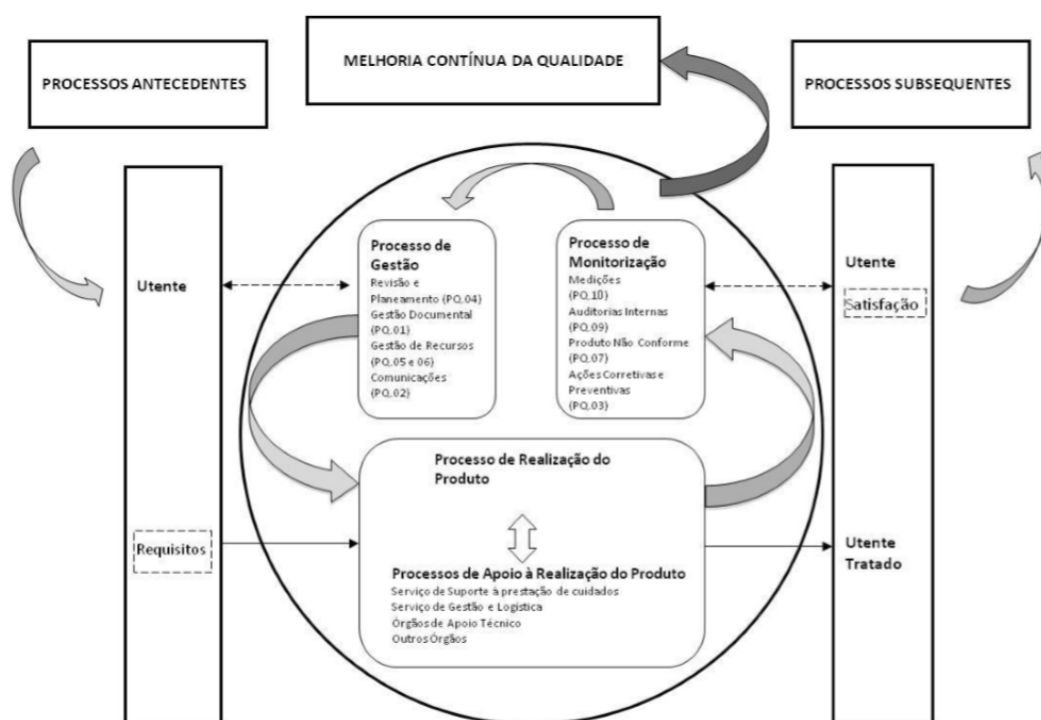 PROCESSOS ANTECEDENTES
MELHORIA CONTÍNUA DA QUALIDADE
PROCESSOS SUBSEQUENTES
Utente
Requisitos
Processo de
Gestão
Revisão e
Planeamento (PQ.04)
Gestão Documental
(PQ.01)
Gestão de Recursos
(PQ.05 e 06)
Comunicações
(PQ.02)
Processo de
Monitorização
Medições
(PQ.10)
Auditorias Internas
(PQ.09)
Produto Não Conforme
(PQ.07)
Ações Corretivas e
Preventivas
(PQ.03)
Processo de Realização do
Produto
Processos de Apoio à Realização do Produto
Serviço de Suporte à prestação de cuidados
Serviço de Gestão e Logística
Órgãos de Apoio Técnico
Outros Órgãos
Utente
Satisfação
Utente
Tratado